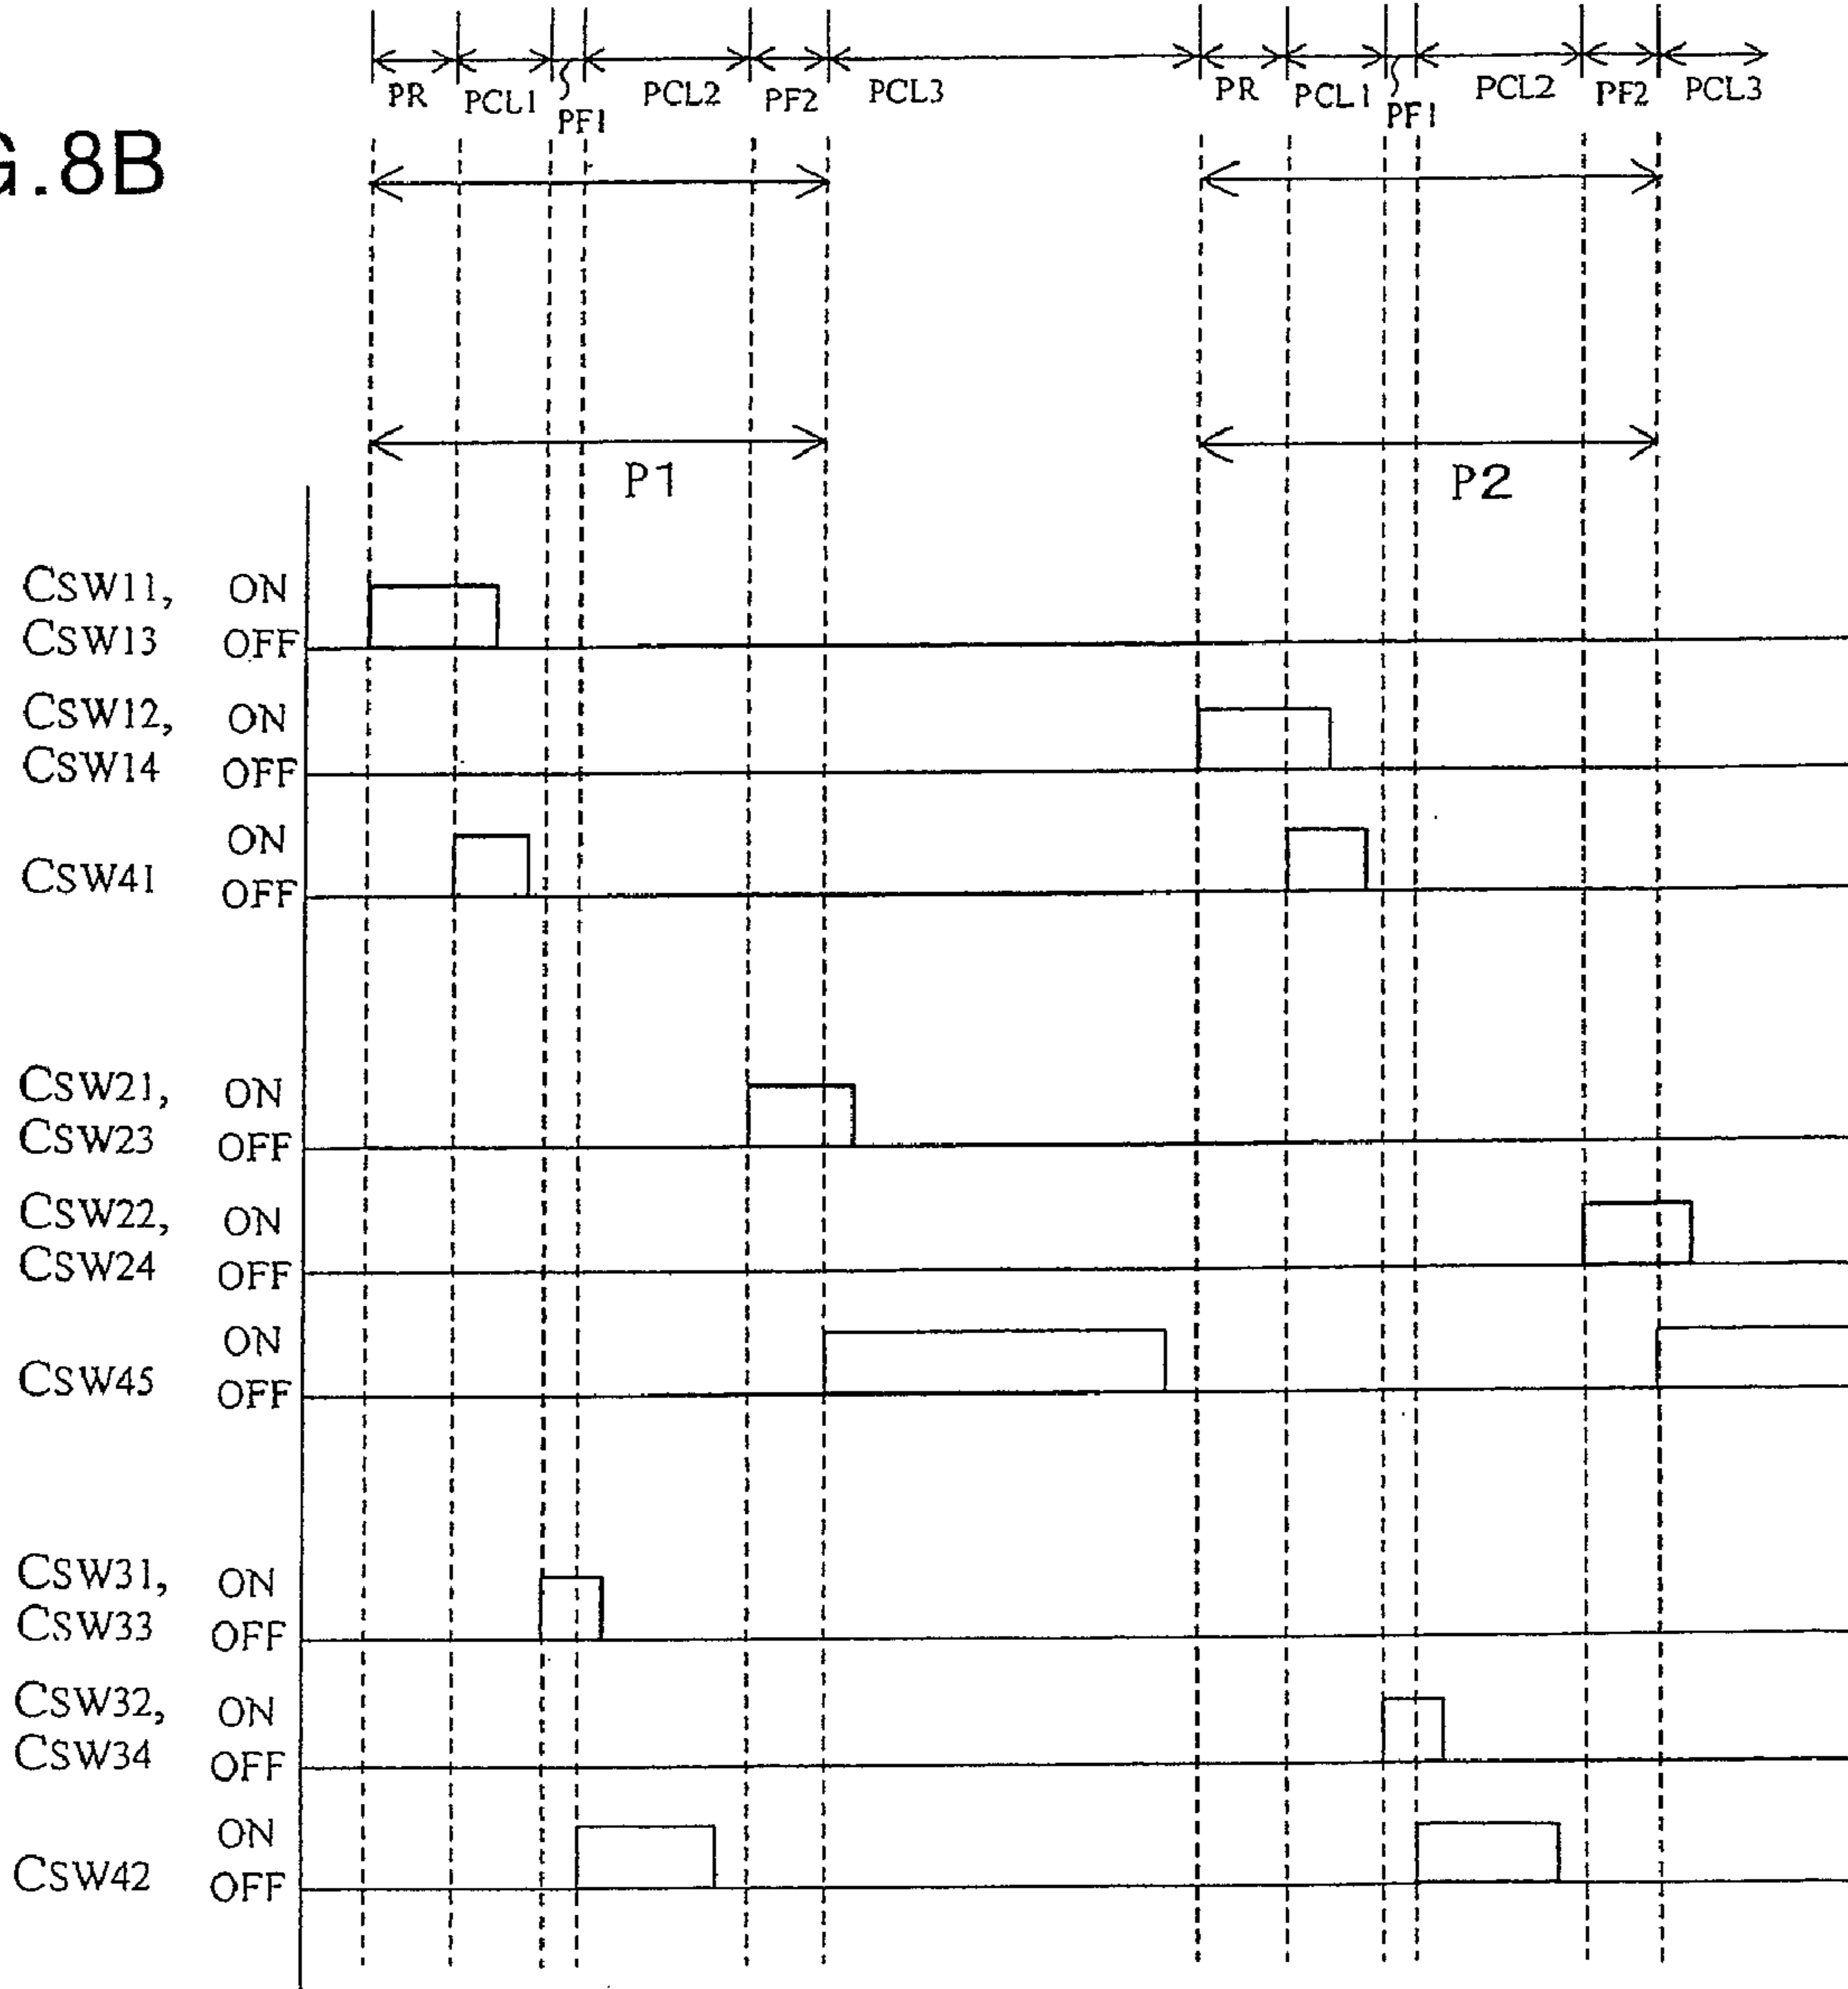 PR PCL1 PF1 PCL2 PF2 PCL3 PR PCL1 PF1 PCL2 PF2 PCL3
G.8B
P1 P2
CSW11, ON
CSW13 OFF
CSW12, ON
CSW14 OFF
ON
CSW41 OFF
CSW21, ON
CSW23 OFF
CSW22, ON
CSW24 OFF
ON
CSW45 OFF
CSW31, ON
CSW33 OFF
CSW32, ON
CSW34 OFF
ON
CSW42 OFF